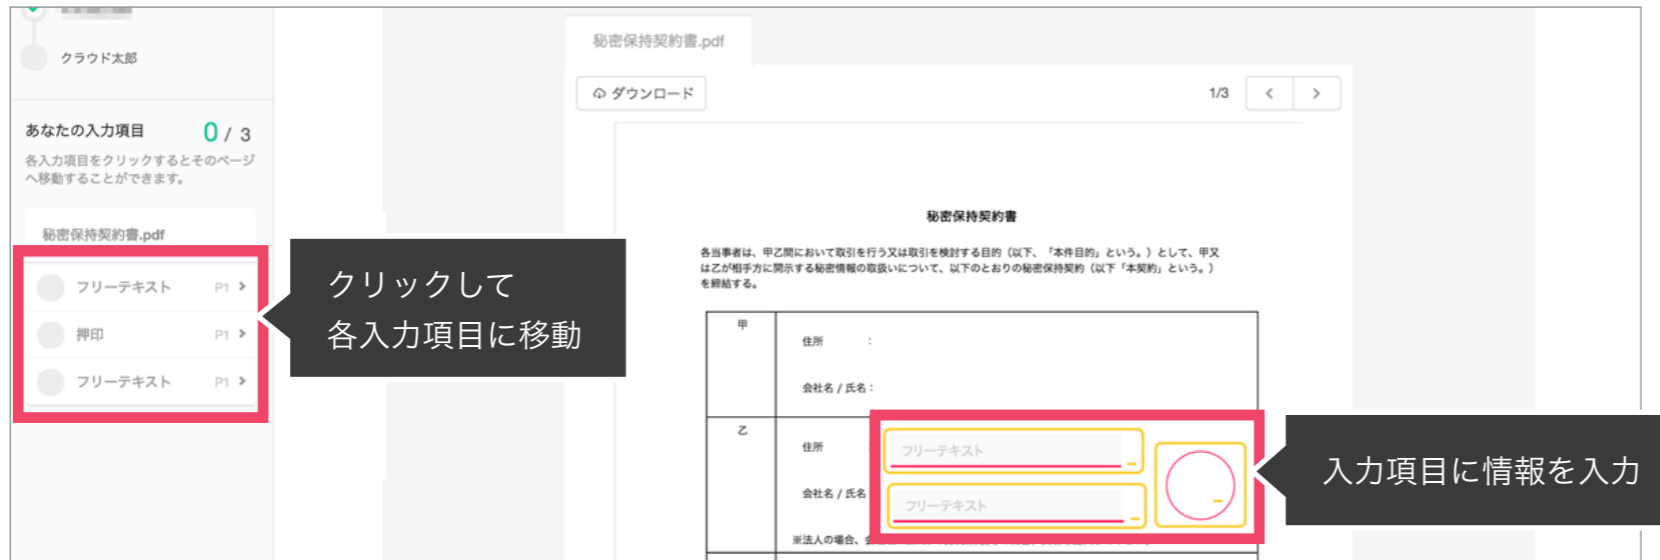 クラウド太郎
あなたの入力項目 0 / 3
各入力項目をクリックするとそのページ
へ移動することができます。
秘密保持契約書.pdf
フリーテキスト P1 >
押印 P1 >
フリーテキスト P1 >
クリックして
各入力項目に移動
秘密保持契約書.pdf
ダウンロード
1/3 < >
秘密保持契約書
各当事者は、甲乙間において取引を行う又は取引を検討する目的（以下、「本件目的」という。）として、甲又
は乙が相手方に開示する秘密情報の取扱いについて、以下のとおりの秘密保持契約（以下「本契約」という。）
を締結する。
甲
住所 :
会社名 / 氏名 :
乙
住所
フリーテキスト
会社名 / 氏名
フリーテキスト
※法人の場合、
入力項目に情報を入力